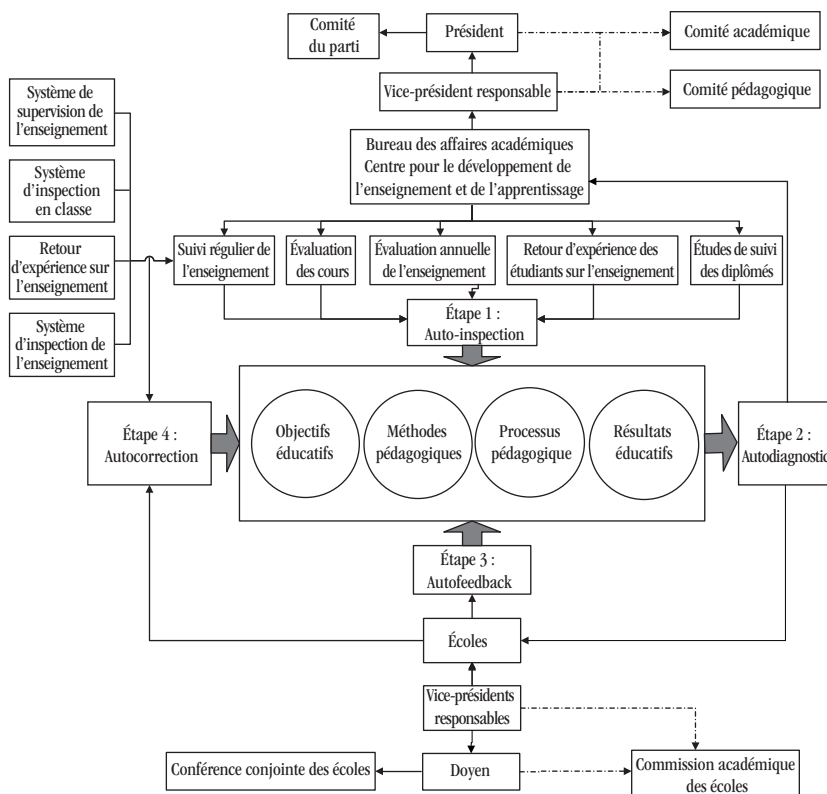 Comité
du parti
Président
Comité académique
Vice-président responsable
Comité pédagogique
Système de
supervision de
l'enseignement
Bureau des affaires académiques
Centre pour le développement de
l'enseignement et de l'apprentissage
Système
d'inspection
en classe
Retour
d'expérience sur
l'enseignement
Suivi régulier de
l'enseignement
Évaluation
des cours
Évaluation annuelle
de l'enseignement
Retour d'expérience des
étudiants sur l'enseignement
Études de suivi
des diplômés
Système
d'inspection de
l'enseignement
Étape 1 :
Auto-inspection
Étape 4 :
Autocorrection
Objectifs
éducatifs
Méthodes
pédagogiques
Processus
pédagogique
Résultats
éducatifs
Étape 2 :
Autodiagnostic
Étape 3 :
Autofeedback
Écoles
Vice-présidents
responsables
Conférence conjointe des écoles
Doyen
Commission académique
des écoles